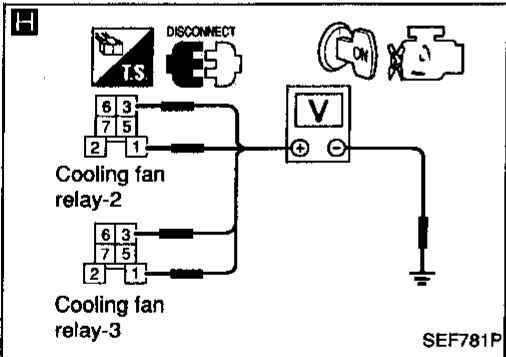 H
DISCONNECT
T.S.
ON
V
6 3
7 5
2 1
Cooling fan
relay-2
6 3
7 5
2 1
Cooling fan
relay-3
+ −
SEF781P